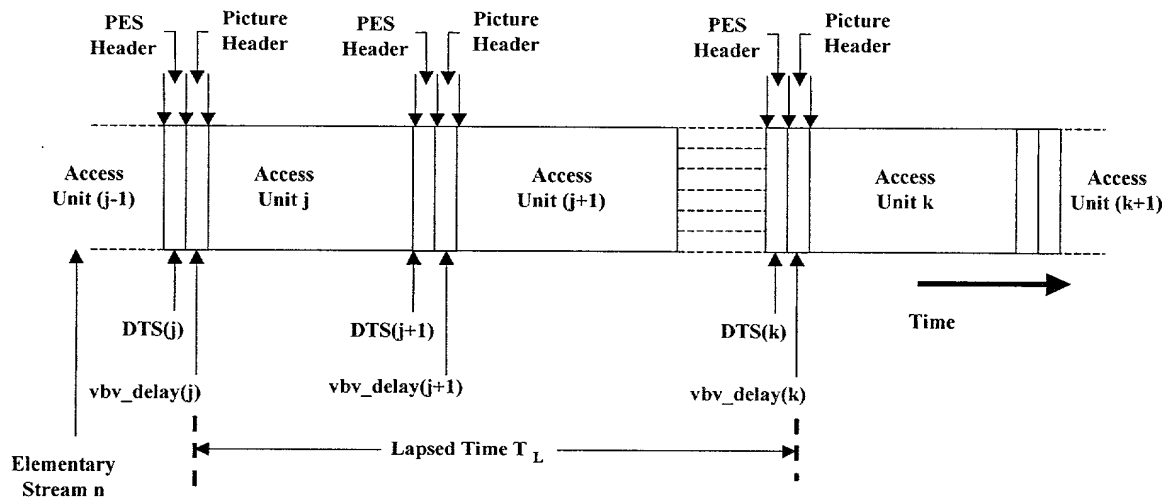 PES Header
Picture Header
PES Header
Picture Header
PES Header
Picture Header
Access Unit (j-1)
Access Unit j
Access Unit (j+1)
Access Unit k
Access Unit (k+1)
DTS(j)
DTS(j+1)
DTS(k)
Time
vbv_delay(j)
vbv_delay(j+1)
vbv_delay(k)
Lapsed Time T L
Elementary Stream n